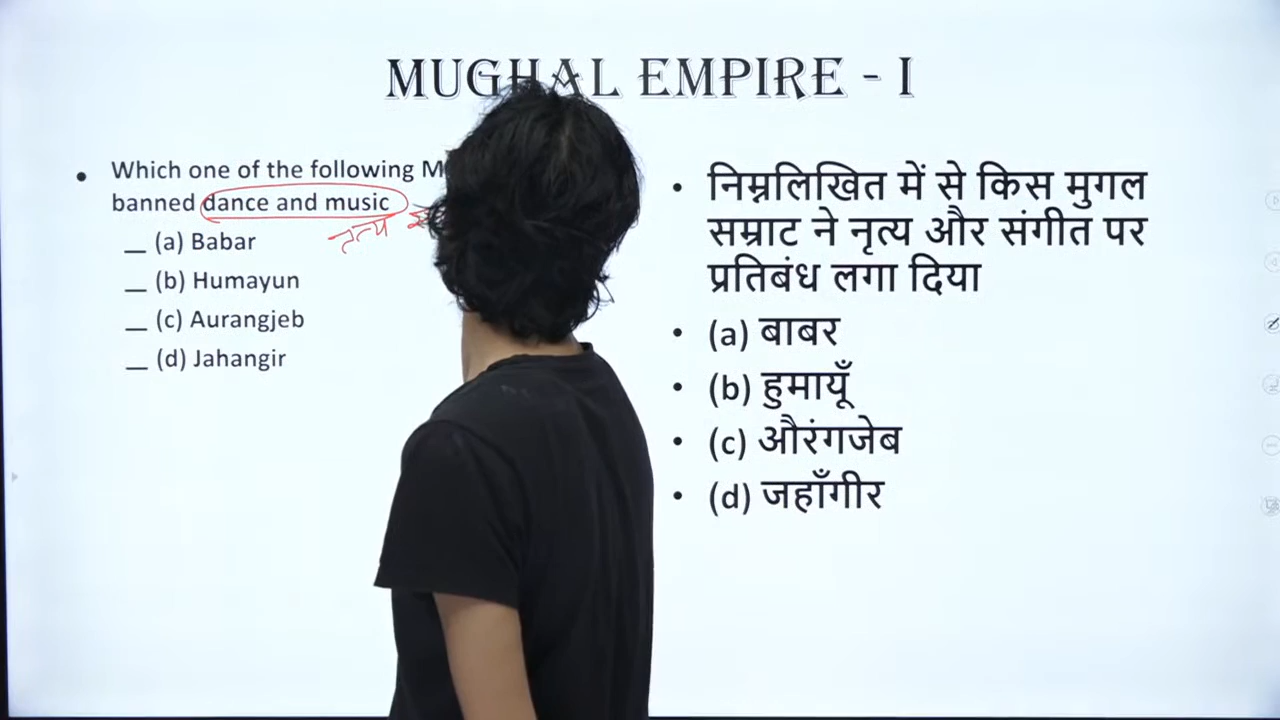 MUGHAL EMPIRE - I
Which one of the following
banned dance and music
नृत्य
(a) Babar
(b) Humayun
(c) Aurangjeb
(d) Jahangir
निम्नलिखित में से किस मुगल
सम्राट ने नृत्य और संगीत पर
प्रतिबंध लगा दिया
(a) बाबर
(b) हुमायूँ
(c) औरंगजेब
(d) जहाँगीर